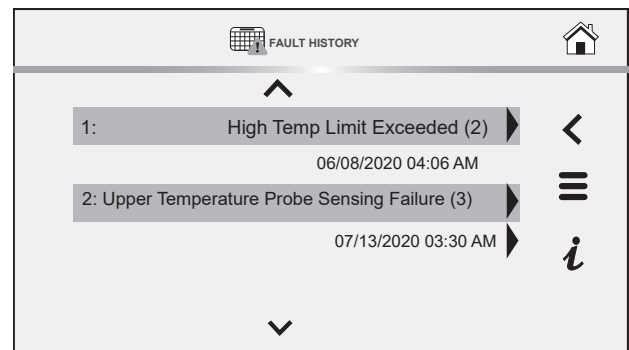 FAULT HISTORY
1: High Temp Limit Exceeded (2)
06/08/2020 04:06 AM
2: Upper Temperature Probe Sensing Failure (3)
07/13/2020 03:30 AM
i